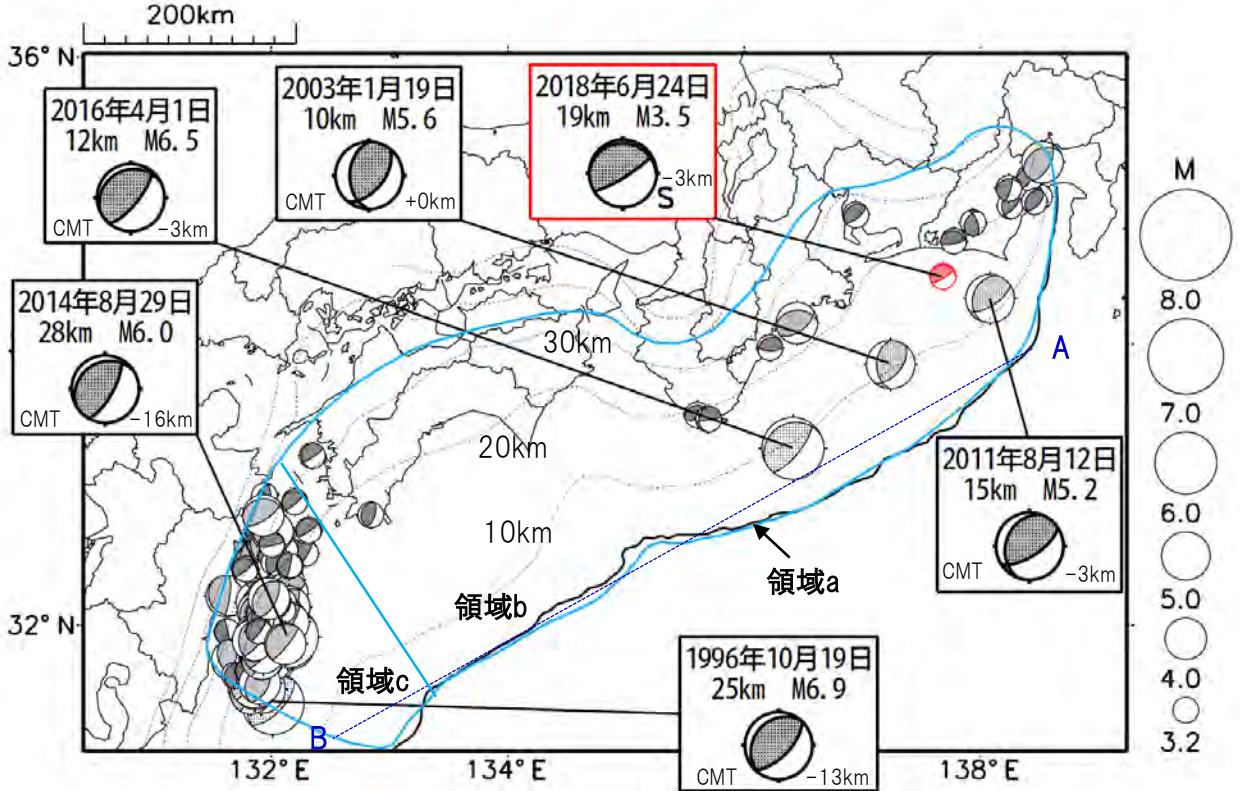 200km
36°N
2016年4月1日
12km M6.5
CMT
-3km
2003年1月19日
10km M5.6
CMT
+0km
2018年6月24日
19km M3.5
-3km
S
2014年8月29日
28km M6.0
CMT
-16km
30km
20km
10km
A
2011年8月12日
15km M5.2
CMT
-3km
領域a
領域b
領域c
32°N
B
1996年10月19日
25km M6.9
CMT
-13km
132°E
134°E
138°E
M
8.0
7.0
6.0
5.0
4.0
3.2